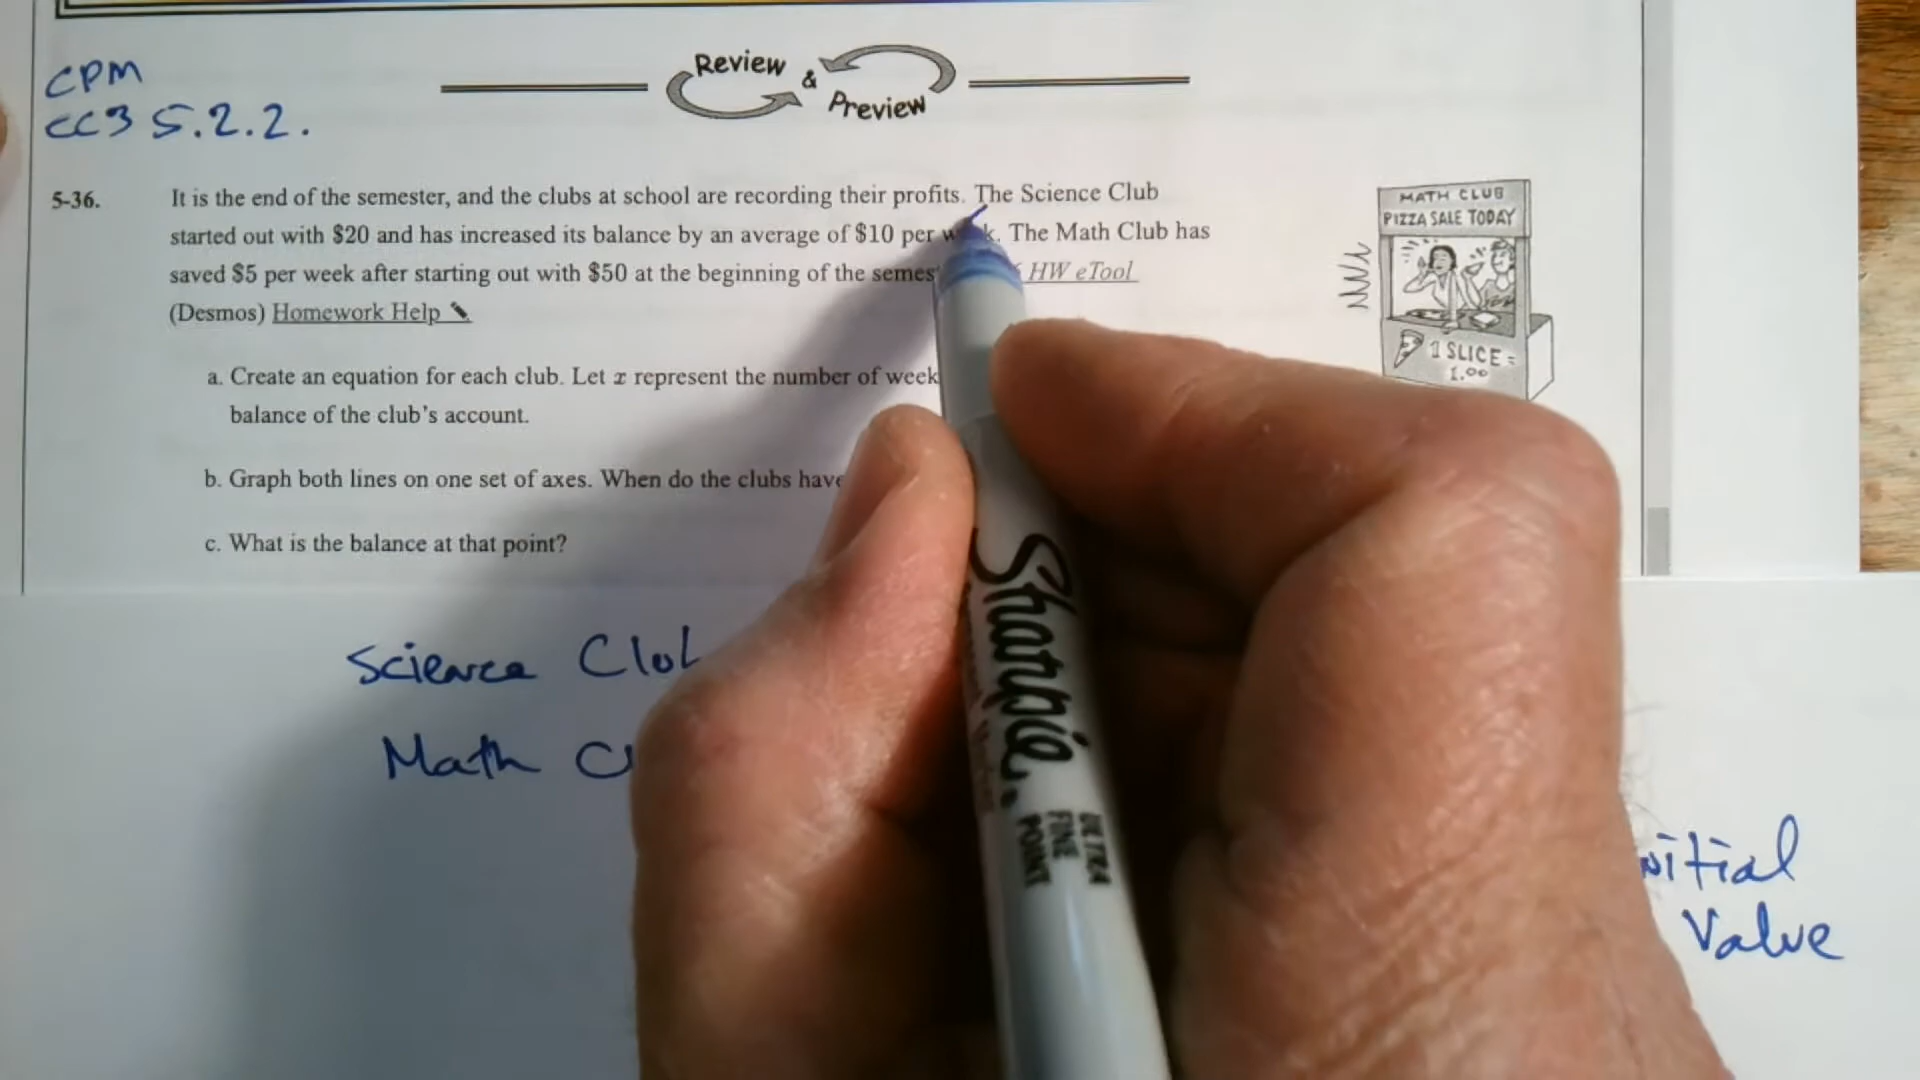 CPM
CC3 5.2.2.
Review
&
Preview
5-36. It is the end of the semester, and the clubs at school are recording their profits. The Science Club
started out with $20 and has increased its balance by an average of $10 per. The Math Club has
saved $5 per week after starting out with $50 at the beginning of the HW eTool
(Desmos) Homework Help
a. Create an equation for each club. Let x represent the number of
balance of the club's account.
b. Graph both lines on one set of axes. When do the clubs
c. What is the balance at that point?
MATH CLUB
PIZZA SALE TODAY
1 SLICE =
1.00
Science
Math
Value
Sharpie.
ULTRA
FINE
POINT